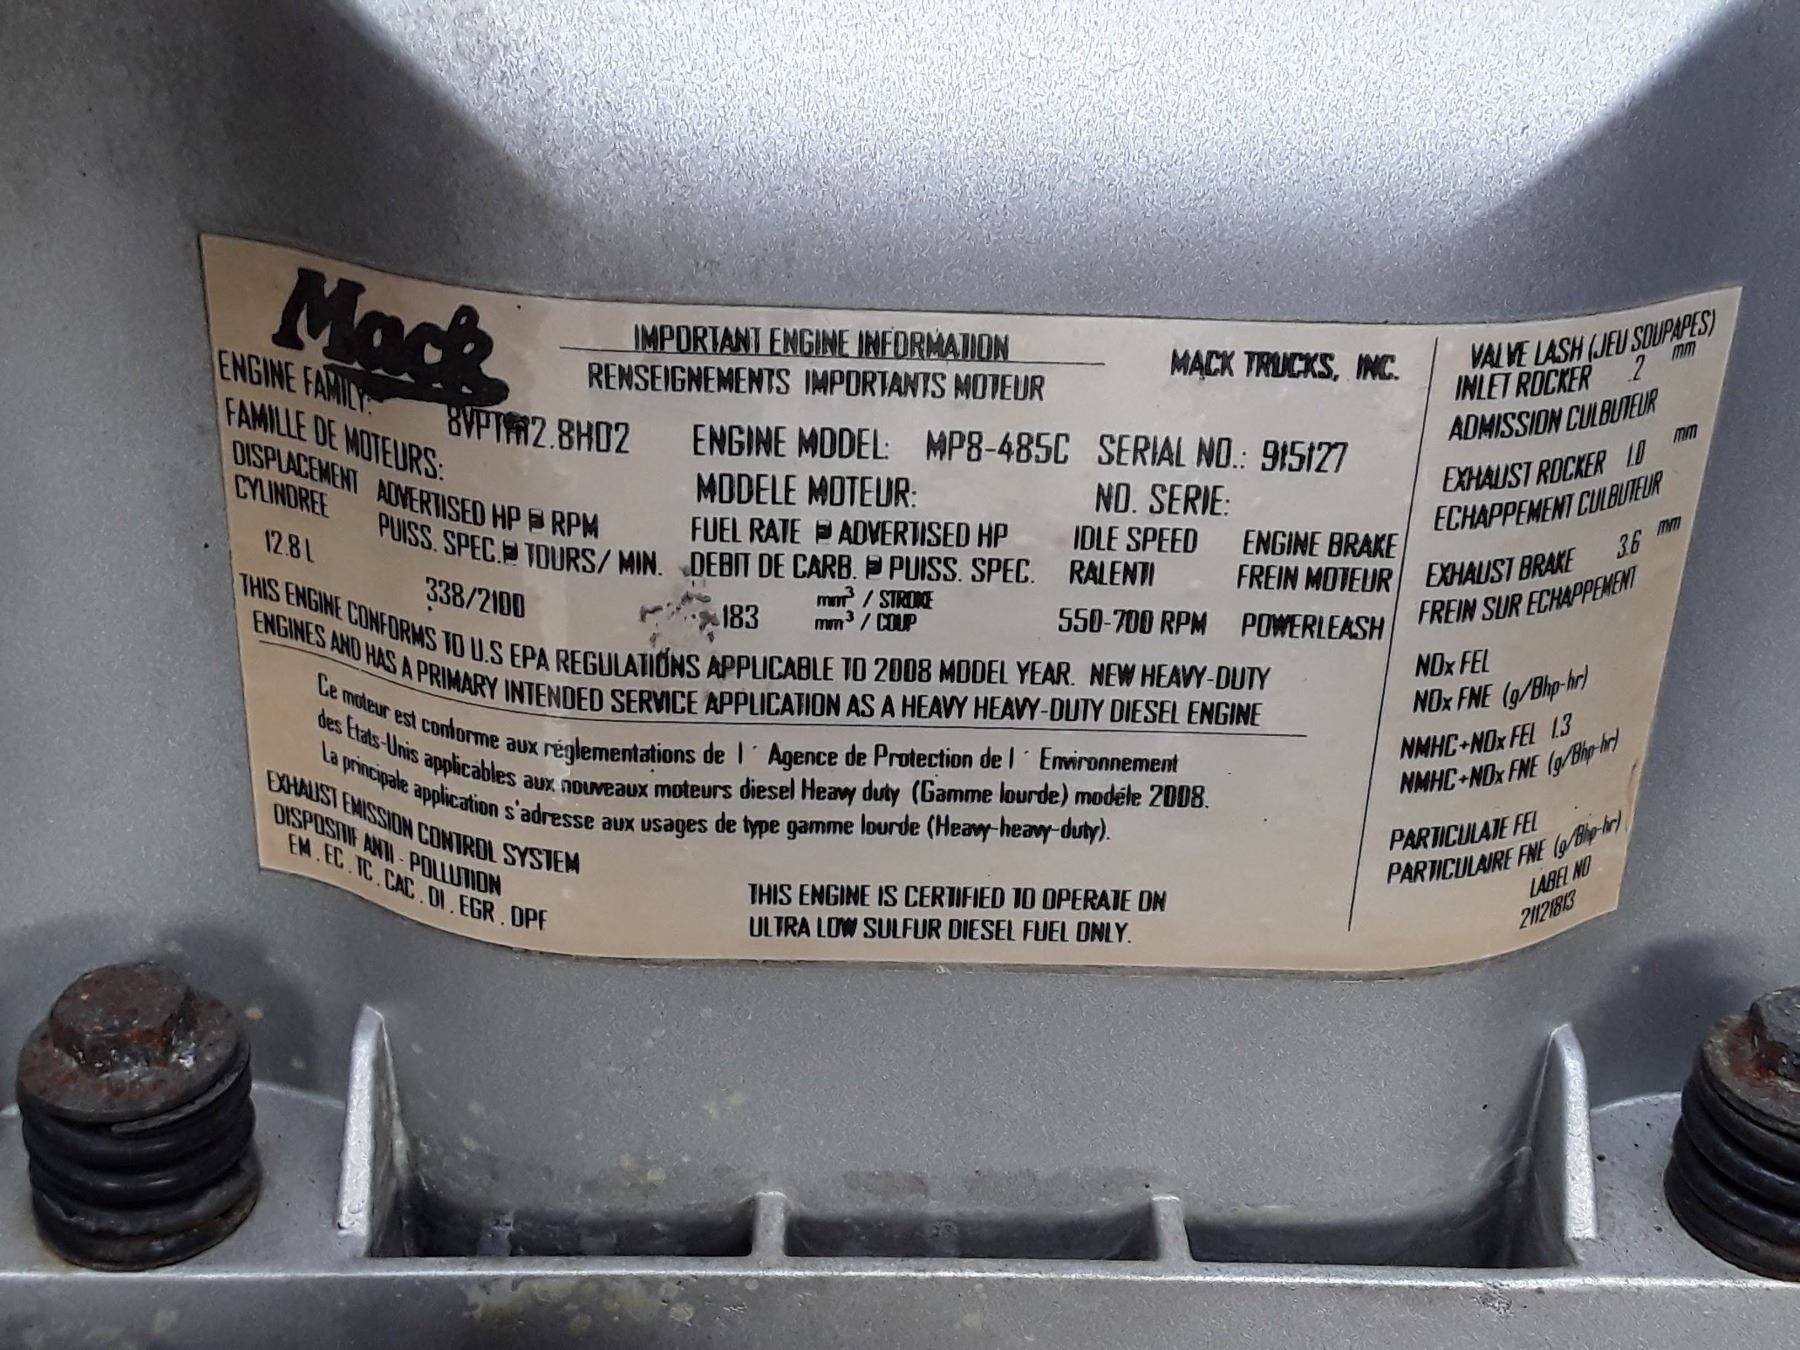 Mack
IMPORTANT ENGINE INFORMATION
RENSEIGNEMENTS IMPORTANTS MOTEUR
MACK TRUCKS, INC.
ENGINE FAMILY:
FAMILLE DE MOTEURS:
ENGINE MODEL: MP8-485C SERIAL NO.: 915127
MODELE MOTEUR: NO. SERIE:
DISPLACEMENT ADVERTISED HP @ RPM FUEL RATE @ ADVERTISED HP IDLE SPEED ENGINE BRAKE
CYLINDREE PUISS. SPEC.@ TOURS/ MIN. DEBIT DE CARB. @ PUISS. SPEC. RALENTI FREIN MOTEUR
12.8 L 338/2100 183 mm³ / STROKE 550-700 RPM POWERLEASH
mm³ / COUP
THIS ENGINE CONFORMS TO U.S EPA REGULATIONS APPLICABLE TO 2008 MODEL YEAR. NEW HEAVY-DUTY
ENGINES AND HAS A PRIMARY INTENDED SERVICE APPLICATION AS A HEAVY HEAVY-DUTY DIESEL ENGINE
Ce moteur est conforme aux réglementations de l ´ Agence de Protection de l ´ Environnement
des Etats-Unis applicables aux nouveaux moteurs diesel Heavy duty (Gamme lourde) modéle 2008.
La principale application s'adresse aux usages de type gamme lourde (Heavy-heavy-duty).
EXHAUST EMISSION CONTROL SYSTEM
DISPOSTIF ANTI - POLLUTION
EM . EC . TC . CAC . DI . EGR . DPF
THIS ENGINE IS CERTIFIED TO OPERATE ON
ULTRA LOW SULFUR DIESEL FUEL ONLY.
VALVE LASH (JEU SOUPAPES)
INLET ROCKER .2 mm
ADMISSION CULBUTEUR
EXHAUST ROCKER 1.0 mm
ECHAPPEMENT CULBUTEUR
EXHAUST BRAKE 3.6 mm
FREIN SUR ECHAPPEMENT
NOx FEL
NOx FNE (g/Bhp-hr)
NMHC+NOx FEL 1.3
NMHC+NOx FNE (g/Bhp-hr)
PARTICULATE FEL
PARTICULAIRE FNE (g/Bhp-hr)
LABEL NO
21121813